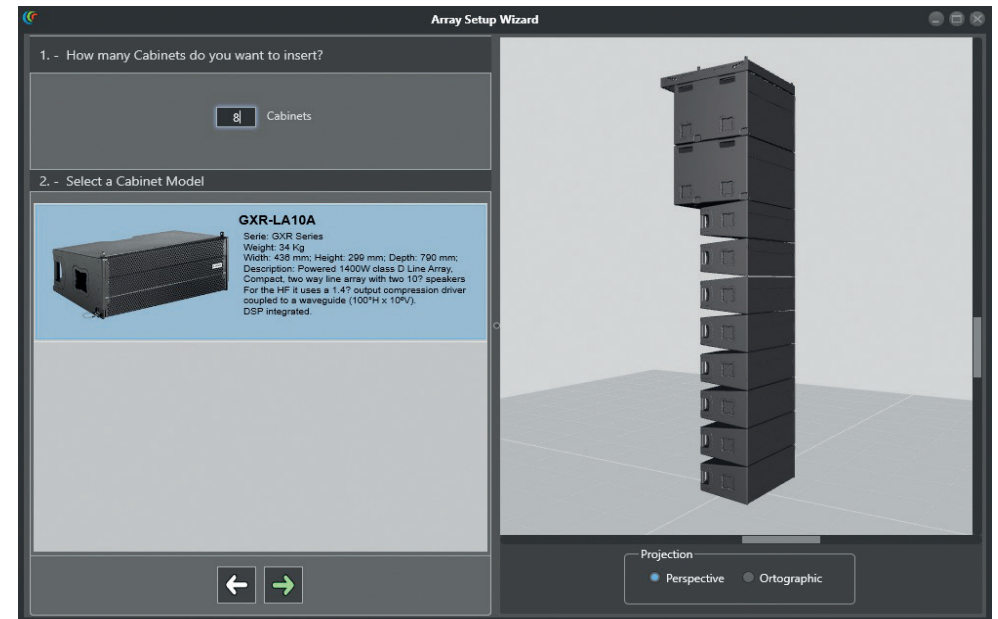 Array Setup Wizard
1. - How many Cabinets do you want to insert?
8 Cabinets
2. - Select a Cabinet Model
GXR-LA10A
Serie: GXR Series
Weight: 34 Kg
Width: 436 mm; Height: 299 mm; Depth: 790 mm;
Description: Powered 1400W class D Line Array,
Compact, two way line array with two 10? speakers
For the HF it uses a 1.4? output compression driver
coupled to a waveguide (100°H x 10ºV).
DSP integrated.
Projection
Perspective
Ortographic